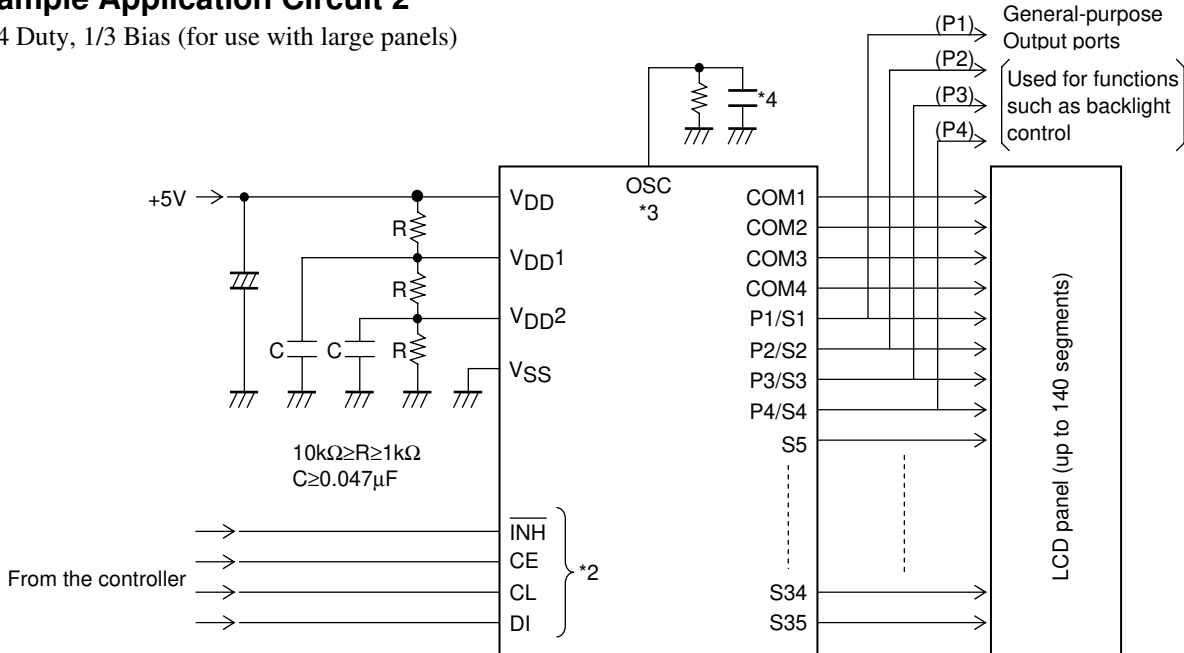 ample Application Circuit 2
4 Duty, 1/3 Bias (for use with large panels)
(P1)
General-purpose
Output ports
(P2)
Used for functions
such as backlight
control
(P3)
(P4)
*4
+5V
R
R
R
C
C
VDD
VDD1
VDD2
VSS
OSC
*3
COM1
COM2
COM3
COM4
P1/S1
P2/S2
P3/S3
P4/S4
S5
S34
S35
LCD panel (up to 140 segments)
10kΩ≥R≥1kΩ
C≥0.047μF
From the controller
INH
CE
CL
DI
*2